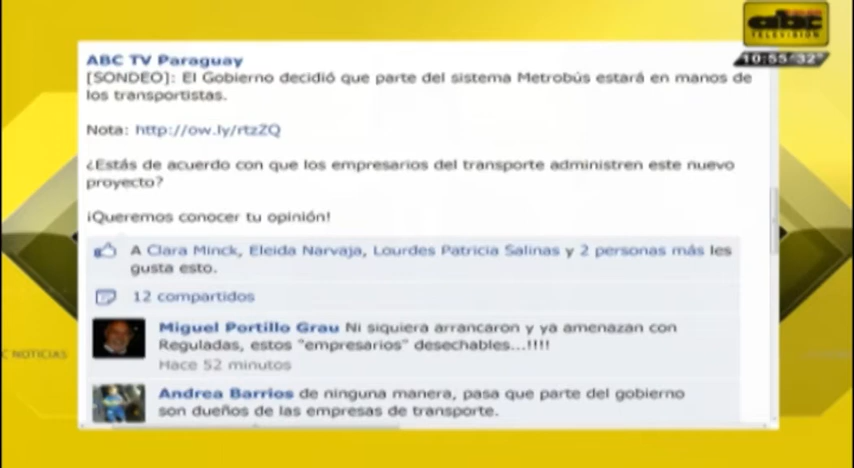 abc
TELEVISIÓN
10:55 32°
ABC TV Paraguay
[SONDEO]: El Gobierno decidió que parte del sistema Metrobús estará en manos de
los transportistas.
Nota: http://ow.ly/rtzZQ
¿Estás de acuerdo con que los empresarios del transporte administren este nuevo
proyecto?
¡Queremos conocer tu opinión!
A Clara Minck, Eleida Narvaja, Lourdes Patricia Salinas y 2 personas más les
gusta esto.
12 compartidos
Miguel Portillo Grau Ni siquiera arrancaron y ya amenazan con
Reguladas, estos "empresarios" desechables...!!!!
Hace 52 minutos
C NOTICIAS
Andrea Barrios de ninguna manera, pasa que parte del gobierno
son dueños de las empresas de transporte.